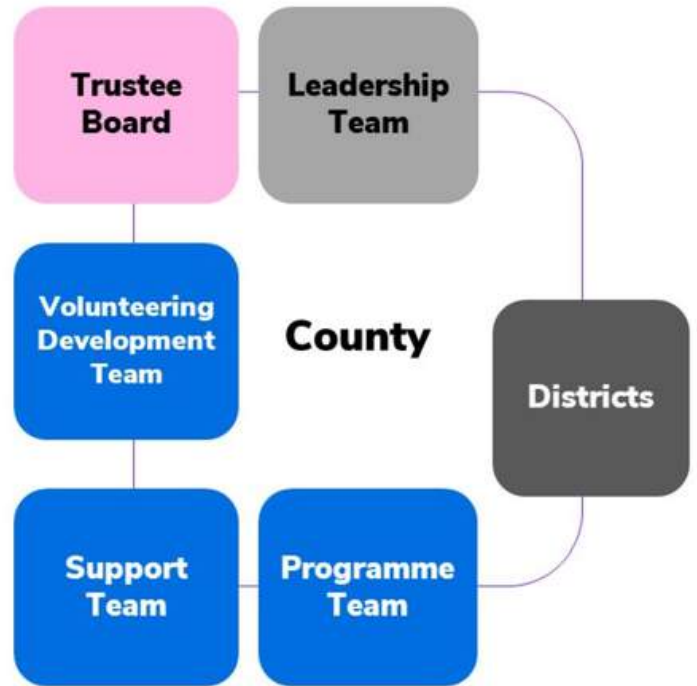 Trustee
Board
Leadership
Team
Volunteering
Development
Team
County
Districts
Support
Team
Programme
Team